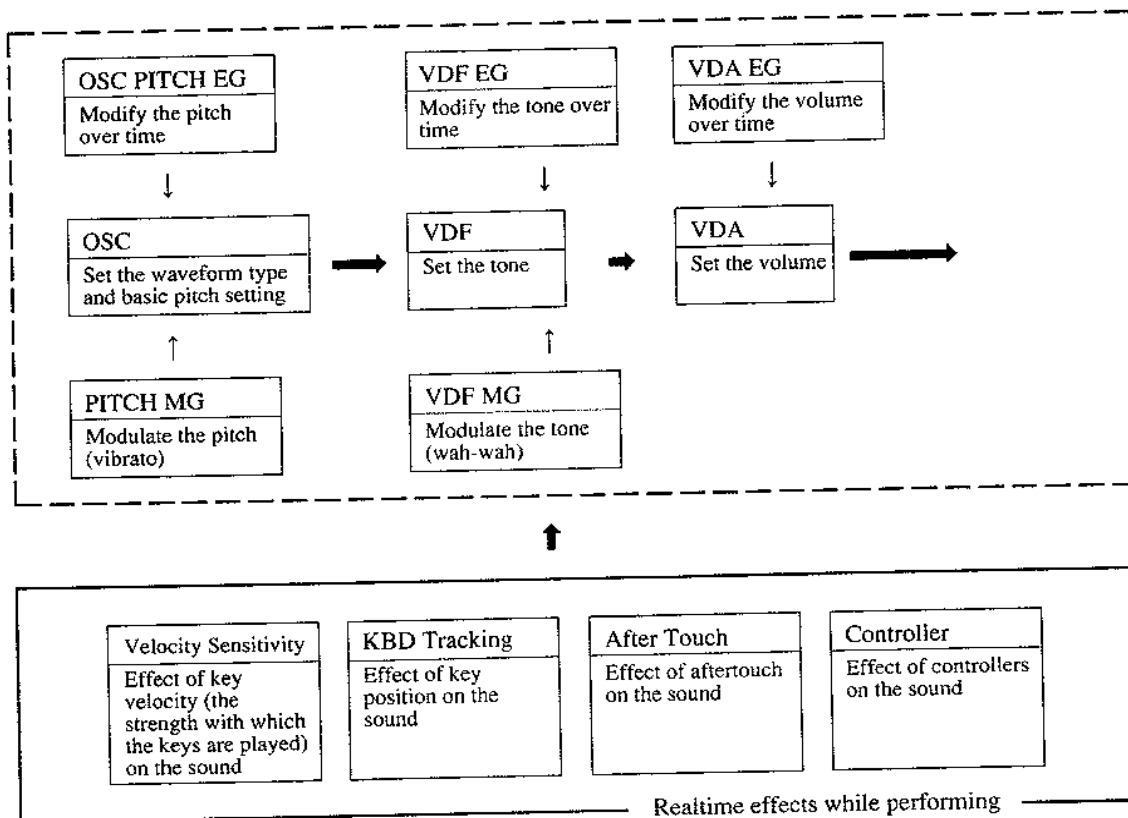 OSC PITCH EG
Modify the pitch
over time
VDF EG
Modify the tone over
time
VDA EG
Modify the volume
over time
OSC
Set the waveform type
and basic pitch setting
VDF
Set the tone
VDA
Set the volume
PITCH MG
Modulate the pitch
(vibrato)
VDF MG
Modulate the tone
(wah-wah)
Velocity Sensitivity
Effect of key
velocity (the
strength with which
the keys are played)
on the sound
KBD Tracking
Effect of key
position on the
sound
After Touch
Effect of aftertouch
on the sound
Controller
Effect of controllers
on the sound
Realtime effects while performing